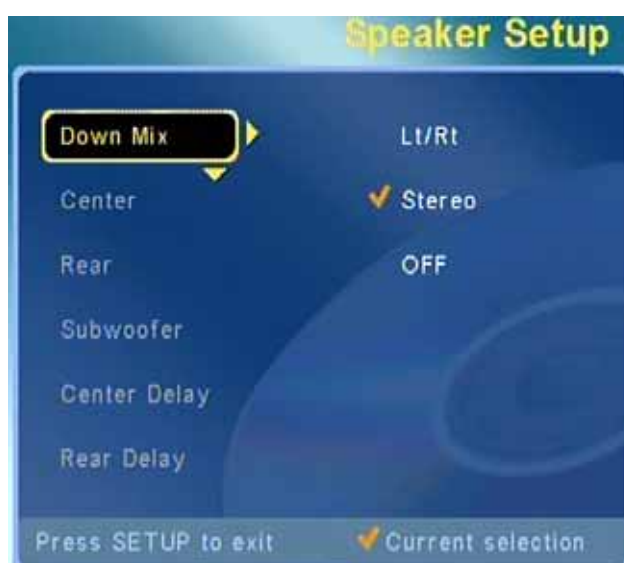 Speaker Setup
Down Mix
Lt/Rt
Center
Stereo
Rear
OFF
Subwoofer
Center Delay
Rear Delay
Press SETUP to exit
Current selection